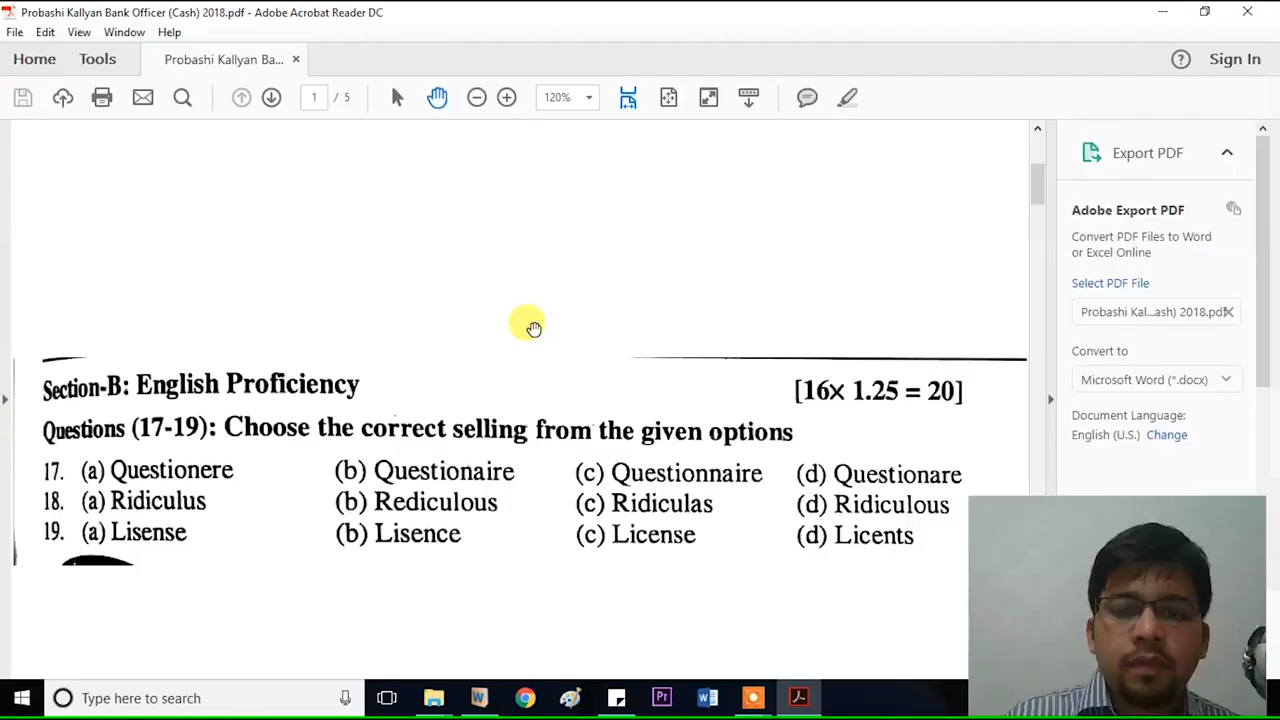 Probashi Kallyan Bank Officer (Cash) 2018.pdf - Adobe Acrobat Reader DC
File Edit View Window Help
Home Tools Probashi Kallyan Ba... × Sign In
1 / 5 120%
Export PDF
Adobe Export PDF
Convert PDF Files to Word
or Excel Online
Select PDF File
Probashi Kal...ash) 2018.pdf
Convert to
Microsoft Word (*.docx)
Document Language:
English (U.S.) Change
Section-B: English Proficiency [16× 1.25 = 20]
Questions (17-19): Choose the correct selling from the given options
17. (a) Questionere (b) Questionaire (c) Questionnaire (d) Questionare
18. (a) Ridiculus (b) Rediculous (c) Ridiculas (d) Ridiculous
19. (a) Lisense (b) Lisence (c) License (d) Licents
Type here to search